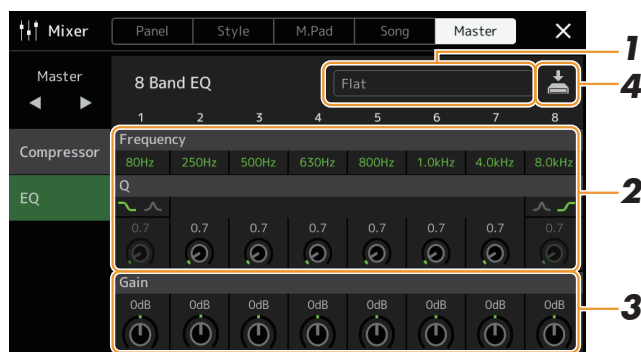 Mixer Panel Style M.Pad Song Master
1
Master 8 Band EQ Flat 4
1 2 3 4 5 6 7 8
Frequency
Compressor 80Hz 250Hz 500Hz 630Hz 800Hz 1.0kHz 4.0kHz 8.0kHz
EQ Q 2
0.7 0.7 0.7 0.7 0.7 0.7 0.7 0.7
Gain
0dB 0dB 0dB 0dB 0dB 0dB 0dB 0dB 3